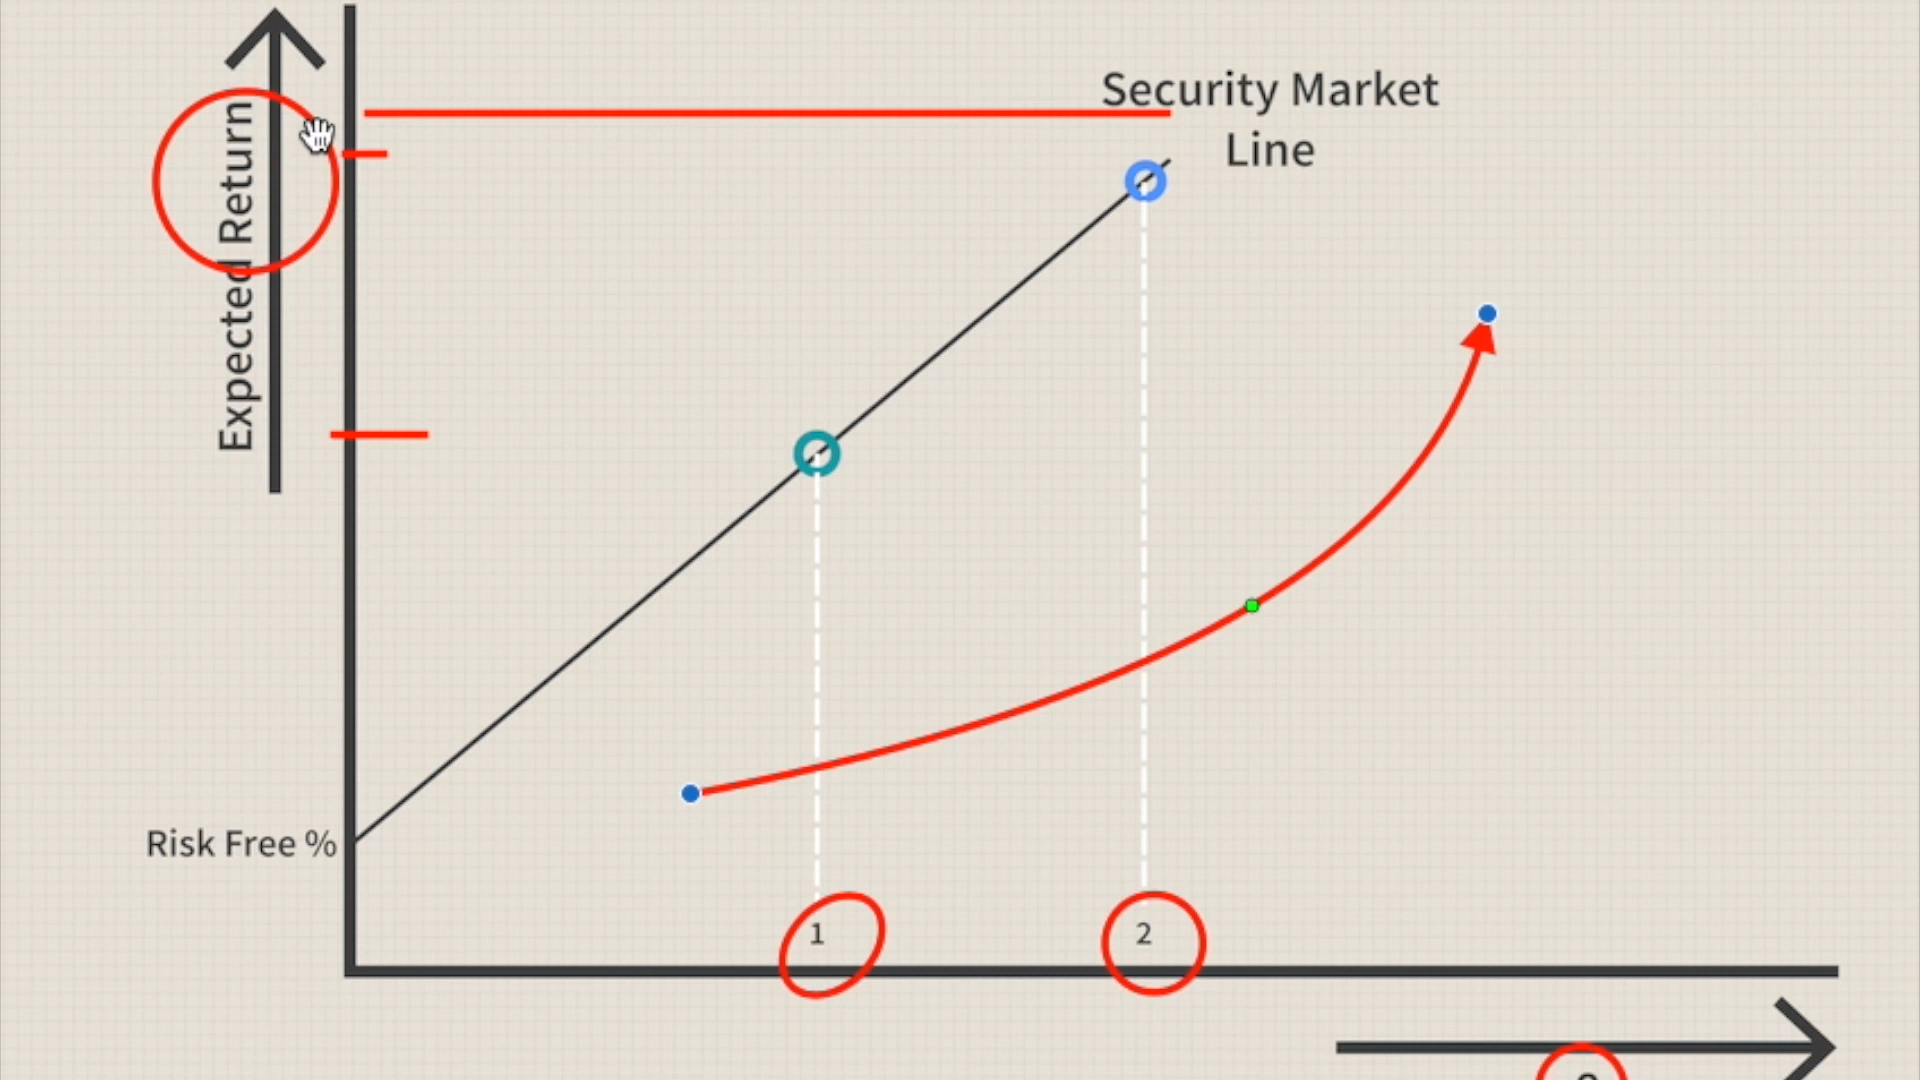 Security Market
Line
Expected Return
Risk Free %
1
2